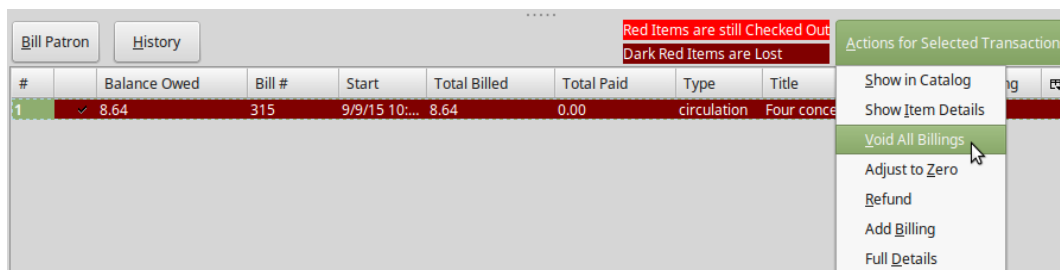 Bill Patron History Red Items are still Checked Out Actions for Selected Transaction
Dark Red Items are Lost
# Balance Owed Bill # Start Total Billed Total Paid Type Title ng
1 8.64 315 9/9/15 10:... 8.64 0.00 circulation Four conce
Show in Catalog
Show Item Details
Void All Billings
Adjust to Zero
Refund
Add Billing
Full Details